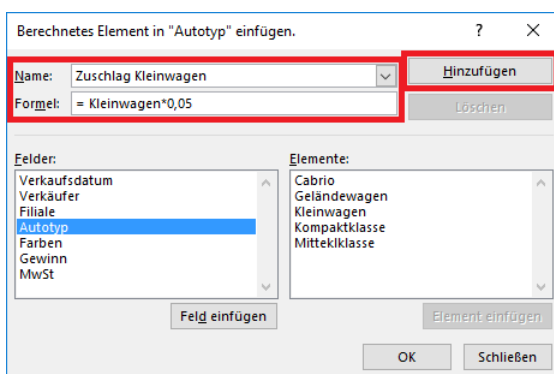 Berechnetes Element in "Autotyp" einfügen.
?
Name: Zuschlag Kleinwagen
Hinzufügen
Formel: = Kleinwagen*0,05
Löschen
Felder:
Verkaufsdatum
Verkäufer
Filiale
Autotyp
Farben
Gewinn
MwSt
Elemente:
Cabrio
Geländewagen
Kleinwagen
Kompaktklasse
Mitteklklasse
Feld einfügen
Element einfügen
OK
Schließen